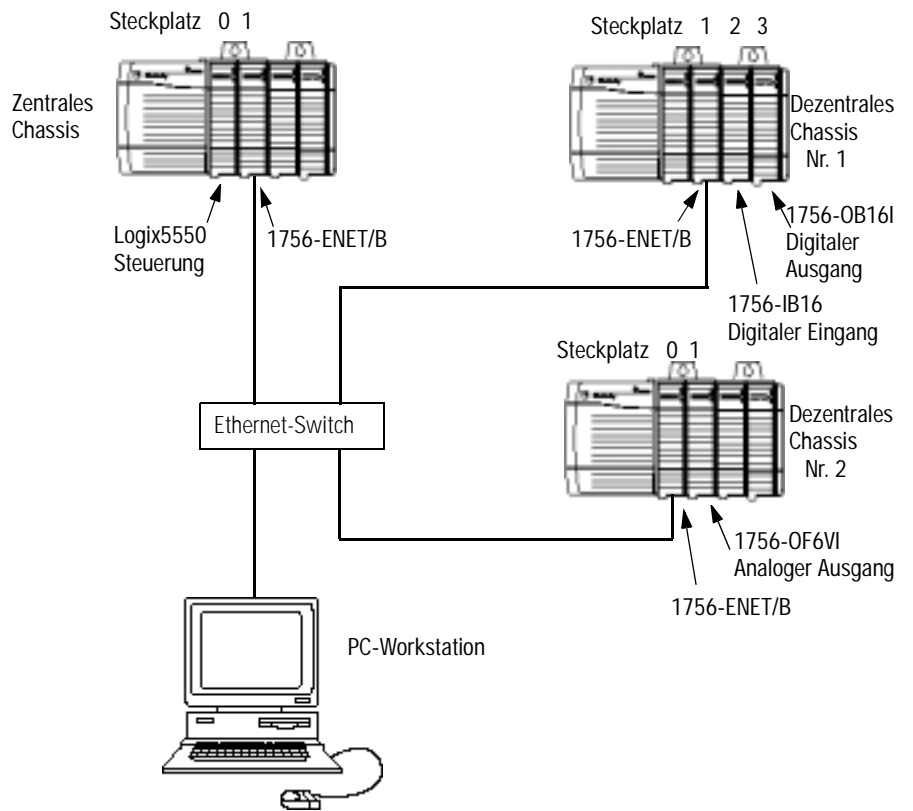 Steckplatz 0 1
Zentrales
Chassis
Logix5550
Steuerung
1756-ENET/B
Steckplatz 1 2 3
Dezentrales
Chassis
Nr. 1
1756-ENET/B
1756-OB16I
Digitaler
Ausgang
1756-IB16
Digitaler Eingang
Steckplatz 0 1
Dezentrales
Chassis
Nr. 2
Ethernet-Switch
1756-OF6VI
Analoger Ausgang
1756-ENET/B
PC-Workstation